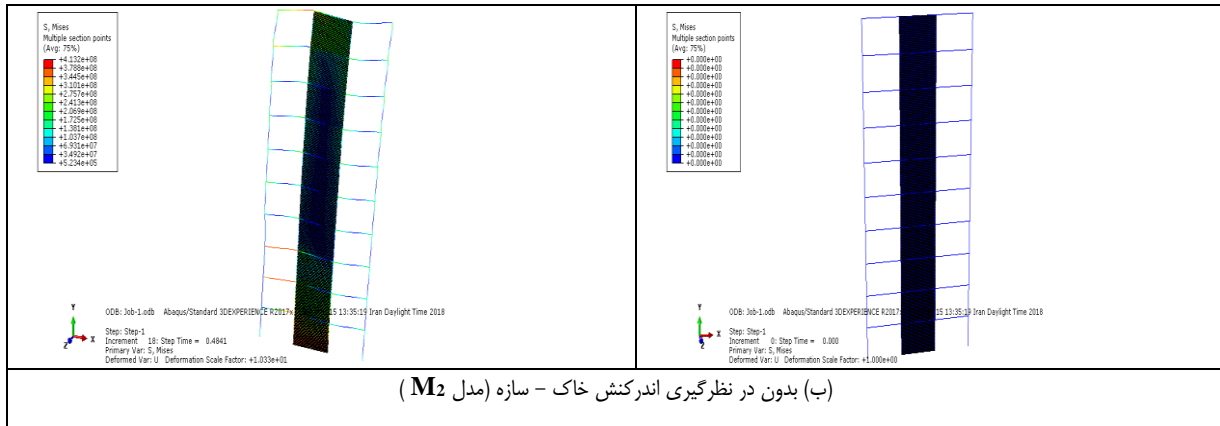 S, Mises
Multiple section points
(Avg: 75%)
+4.132e+08
+3.788e+08
+3.445e+08
+3.101e+08
+2.757e+08
+2.413e+08
+2.069e+08
+1.725e+08
+1.381e+08
+1.037e+08
+6.931e+07
+3.492e+07
+5.234e+05
Y
X
Z
ODB: Job-1.odb Abaqus/Standard 3DEXPERIENCE R2017x 15 13:35:19 Iran Daylight Time 2018
Step: Step-1
Increment 18: Step Time = 0.4841
Primary Var: S, Mises
Deformed Var: U Deformation Scale Factor: +1.033e+01
S, Mises
Multiple section points
(Avg: 75%)
+0.000e+00
+0.000e+00
+0.000e+00
+0.000e+00
+0.000e+00
+0.000e+00
+0.000e+00
+0.000e+00
+0.000e+00
+0.000e+00
+0.000e+00
+0.000e+00
+0.000e+00
Y
X
Z
ODB: Job-1.odb Abaqus/Standard 3DEXPERIENCE R2017 15 13:35:19 Iran Daylight Time 2018
Step: Step-1
Increment 0: Step Time = 0.000
Primary Var: S, Mises
Deformed Var: U Deformation Scale Factor: +1.000e+00
(ب) بدون در نظرگیری اندرکنش خاک – سازه (مدل M2 )